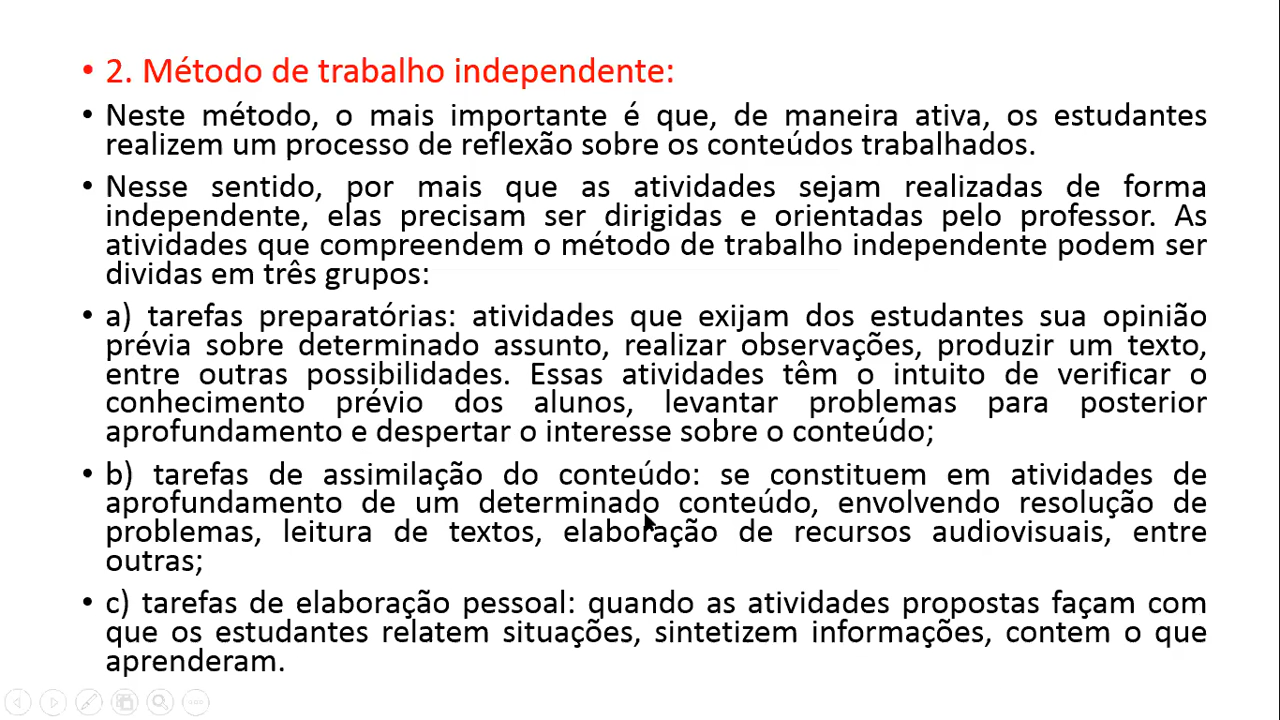 • 2. Método de trabalho independente:
• Neste método, o mais importante é que, de maneira ativa, os estudantes
realizem um processo de reflexão sobre os conteúdos trabalhados.
• Nesse sentido, por mais que as atividades sejam realizadas de forma
independente, elas precisam ser dirigidas e orientadas pelo professor. As
atividades que compreendem o método de trabalho independente podem ser
dividas em três grupos:
• a) tarefas preparatórias: atividades que exijam dos estudantes sua opinião
prévia sobre determinado assunto, realizar observações, produzir um texto,
entre outras possibilidades. Essas atividades têm o intuito de verificar o
conhecimento prévio dos alunos, levantar problemas para posterior
aprofundamento e despertar o interesse sobre o conteúdo;
• b) tarefas de assimilação do conteúdo: se constituem em atividades de
aprofundamento de um determinado conteúdo, envolvendo resolução de
problemas, leitura de textos, elaboração de recursos audiovisuais, entre
outras;
• c) tarefas de elaboração pessoal: quando as atividades propostas façam com
que os estudantes relatem situações, sintetizem informações, contem o que
aprenderam.